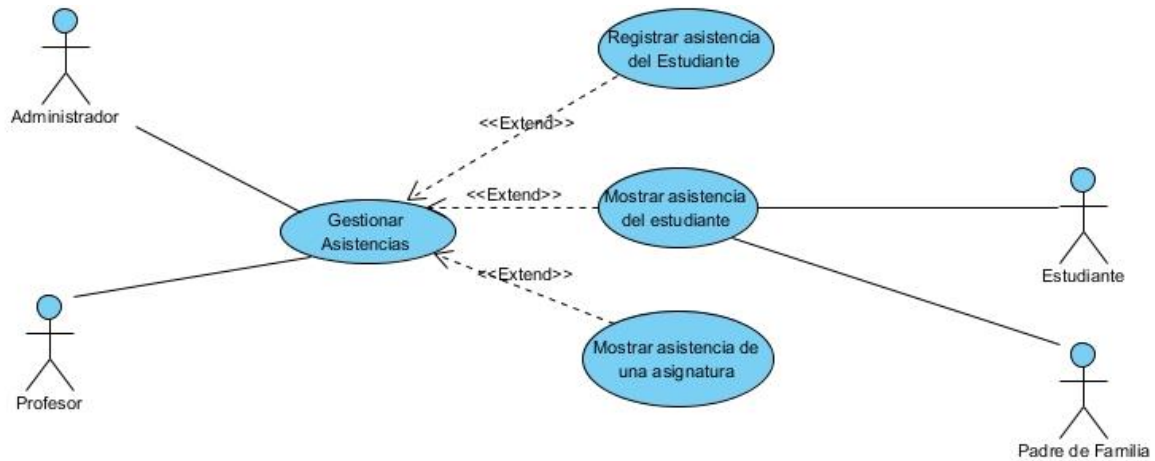 Registrar asistencia
del Estudiante
Administrador
<<Extend>>
<<Extend>>
Mostrar asistencia
del estudiante
Gestionar
Asistencias
<<Extend>>
Estudiante
Mostrar asistencia de
una asignatura
Profesor
Padre de Familia